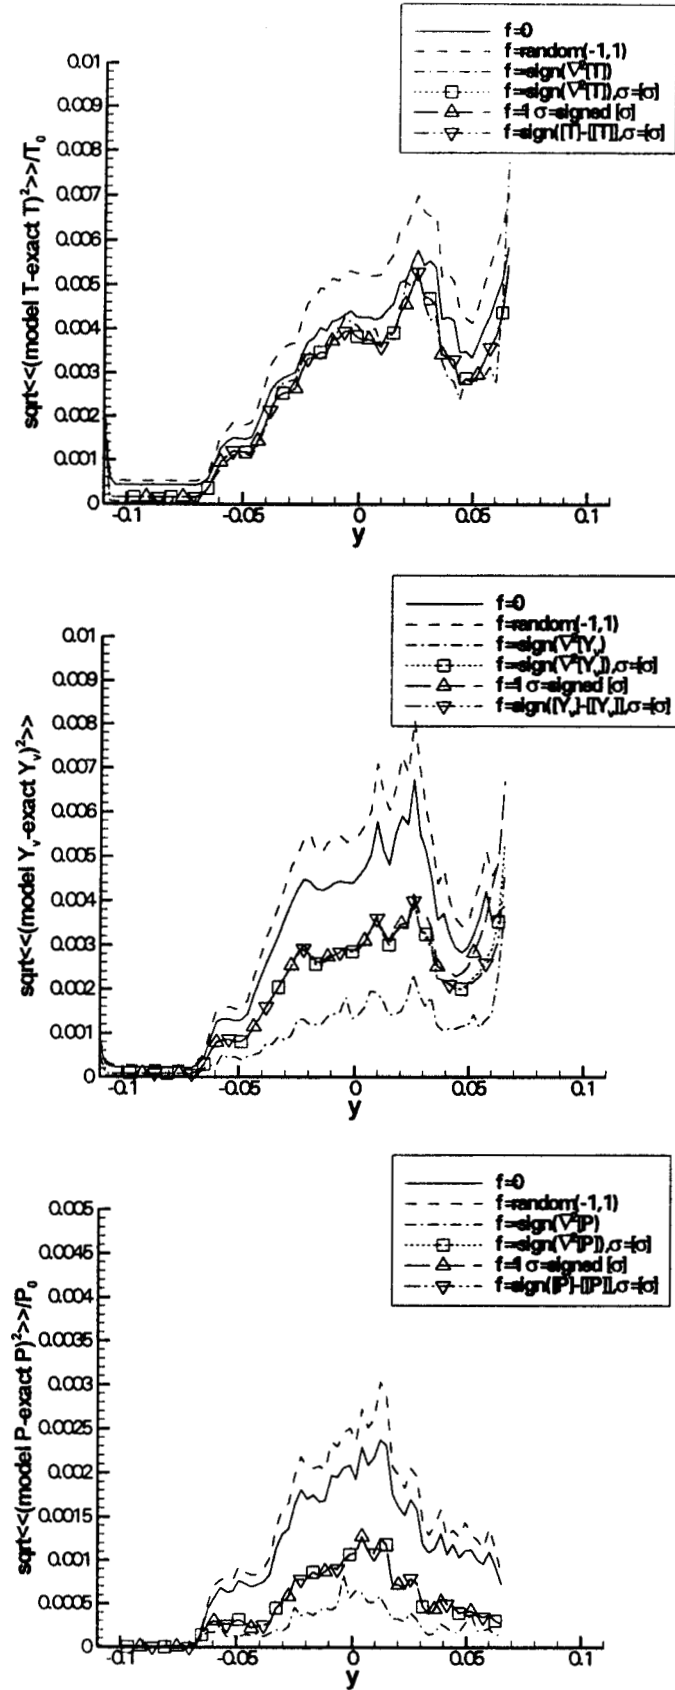 f=0
f=random(-1,1)
f=sign(∇²[T])
f=sign(∇²[T]),σ=[σ]
f=1 σ=signed [σ]
f=sign([T]-[[T]],σ=[σ]
sqrt<<(model T-exact T)²>>/T₀
0.01
0.009
0.008
0.007
0.006
0.005
0.004
0.003
0.002
0.001
0
-0.1
-0.05
0
0.05
0.1
y
f=0
f=random(-1,1)
f=sign(∇²[Yᵥ)
f=sign(∇²[Yᵥ]),σ=[σ]
f=1 σ=signed [σ]
f=sign([Yᵥ]-[[Yᵥ]],σ=[σ]
sqrt<<(model Yᵥ-exact Yᵥ)²>>
0.01
0.009
0.008
0.007
0.006
0.005
0.004
0.003
0.002
0.001
0
-0.1
-0.05
0
0.05
0.1
y
f=0
f=random(-1,1)
f=sign(∇²[P)
f=sign(∇²[P]),σ=[σ]
f=1 σ=signed [σ]
f=sign([P]-[[P]],σ=[σ]
sqrt<<(model P-exact P)²>>/P₀
0.005
0.0045
0.004
0.0035
0.003
0.0025
0.002
0.0015
0.001
0.0005
0
-0.1
-0.05
0
0.05
0.1
y